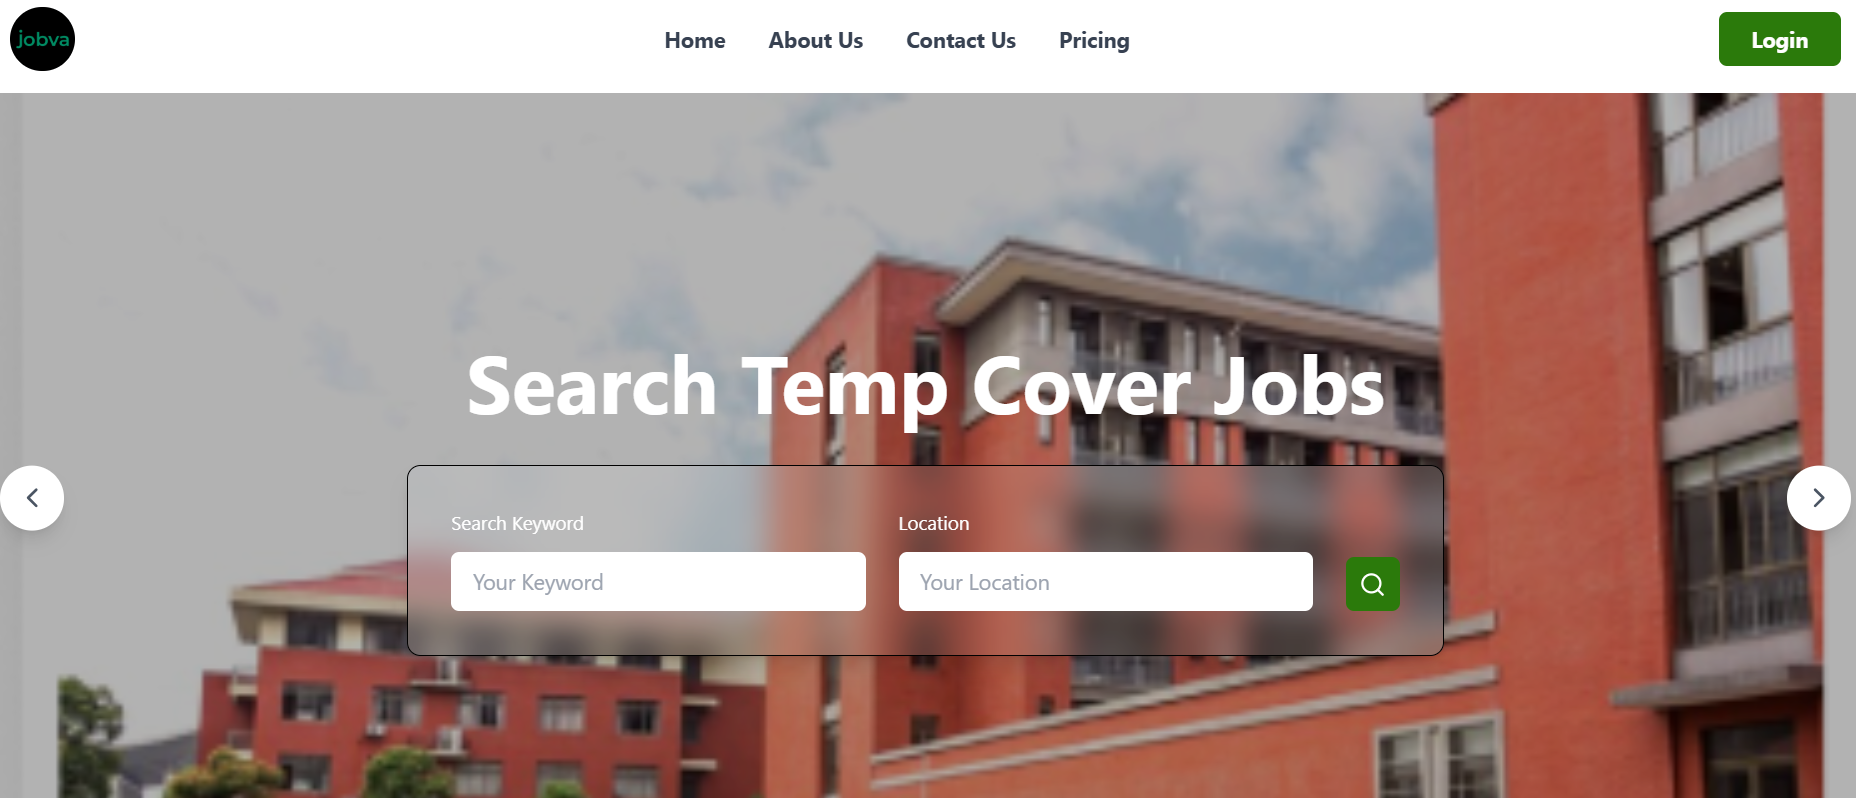 jobva
Home About Us Contact Us Pricing
Login
Search Temp Cover Jobs
Search Keyword Location
Your Keyword Your Location